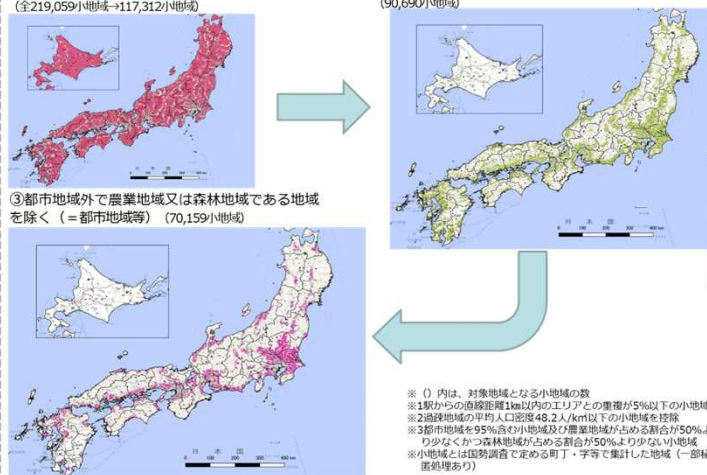 (全219,059小地域→117,312小地域)
(90,690小地域)
③都市地域外で農業地域又は森林地域である地域
を除く（＝都市地域等）(70,159小地域)
※（）内は、対象地域となる小地域の数
※1駅からの直線距離1km以内のエリアとの重複が5%以下の小地域
※2過疎地域の平均人口密度48.2人/km²以下の小地域を控除
※3都市地域を95%含む小地域及び農業地域が占める割合が50%よ
り少なくかつ森林地域が占める割合が50%より少ない小地域
※小地域とは国勢調査で定める町丁・字等で集計した地域（一部秘
匿処理あり）